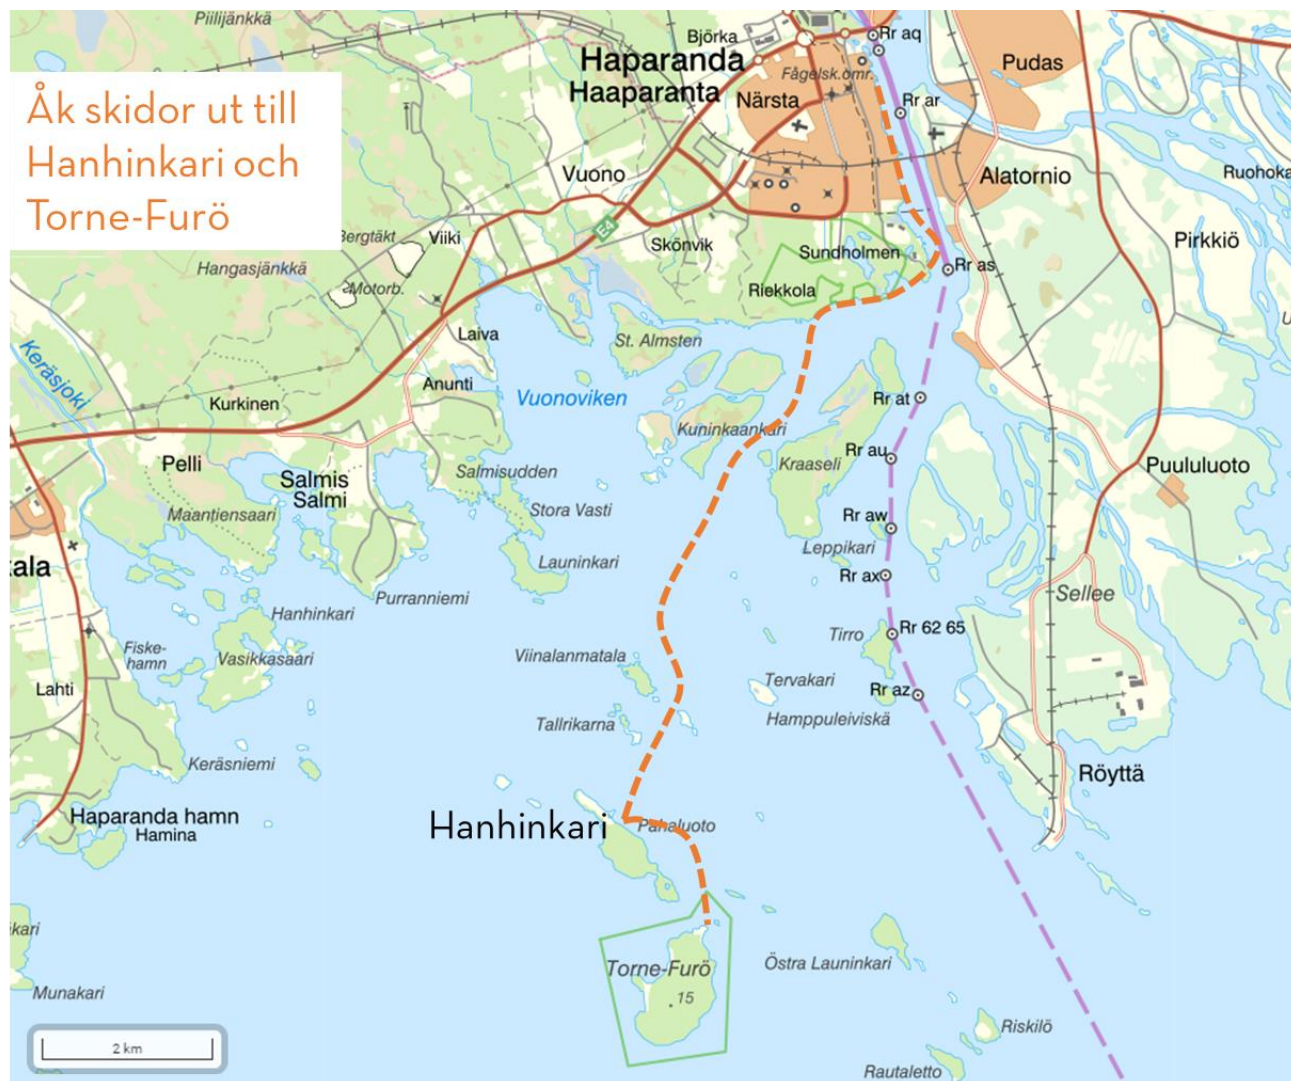 Piilijänkkä
Björka
Rr aq
Haparanda
Haaparanta
Fågelsk.omr.
Pudas
Åk skidor ut till
Hanhinkari och
Torne-Furö
Närsta
Rr ar
Vuono
Alatornio
E4
Bergtäkt
Viiki
Skönvik
Sundholmen
Pirkkiö
Hangasjänkkä
Motorb.
Riekkola
Rr as
Laiva
St. Almsten
Keräsjoki
Anunti
Vuonoviken
Rr at
Kurkinen
Kuninkaankari
Pelli
Salmis
Salmi
Salmisudden
Kraaseli
Rr au
Puululuoto
Maantiensaari
Stora Vasti
Rr aw
Leppikari
Launinkari
Rr ax
Sellee
Purranniemi
Hanhinkari
Tirro
Rr 62 65
Fiske-
hamn
Vasikkasaari
Viinalanmatala
Lahti
Tervakari
Rr az
Tallrikarna
Hamppuleiviskä
Keräsniemi
Röyttä
Haparanda hamn
Hamina
Hanhinkari
Pahaluoto
Torne-Furö
15
Östra Launinkari
Munakari
Riskilö
2 km
Rautaletto